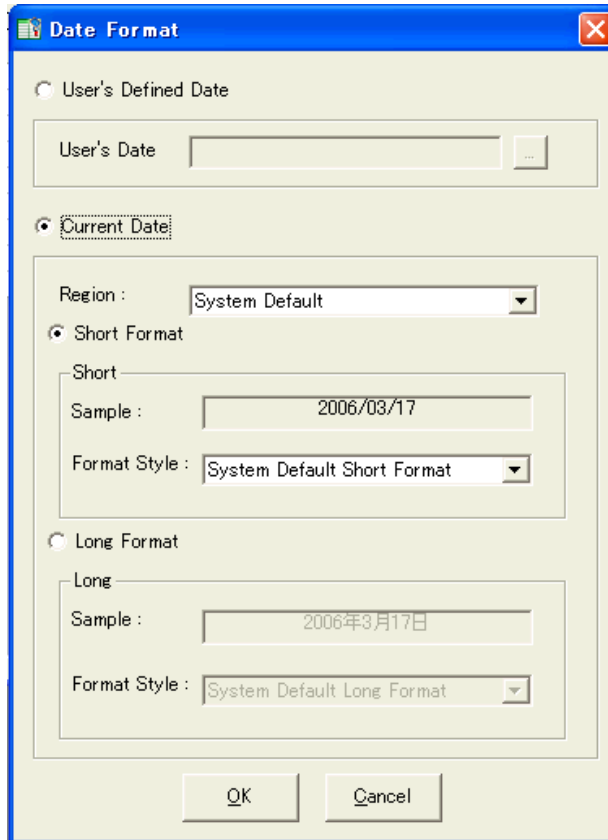 Date Format
User's Defined Date
User's Date
...
Current Date
Region : System Default
Short Format
Short
Sample : 2006/03/17
Format Style : System Default Short Format
Long Format
Long
Sample : 2006年3月17日
Format Style : System Default Long Format
OK Cancel